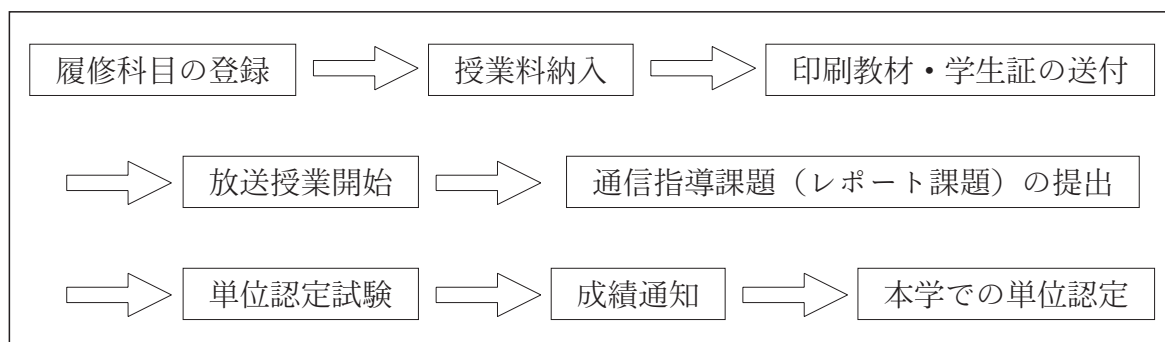 履修科目の登録 授業料納入 印刷教材・学生証の送付
放送授業開始 通信指導課題（レポート課題）の提出
単位認定試験 成績通知 本学での単位認定